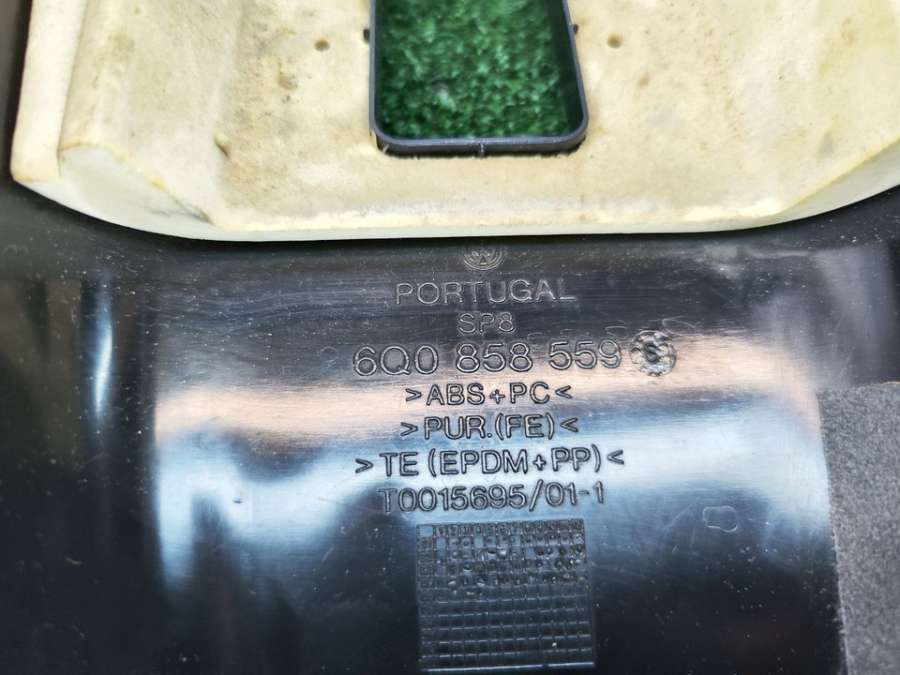 PORTUGAL
SP8
6Q0 858 559
>ABS+PC<
>PUR.(FE)<
>TE (EPDM+PP)<
T0015695/01-1